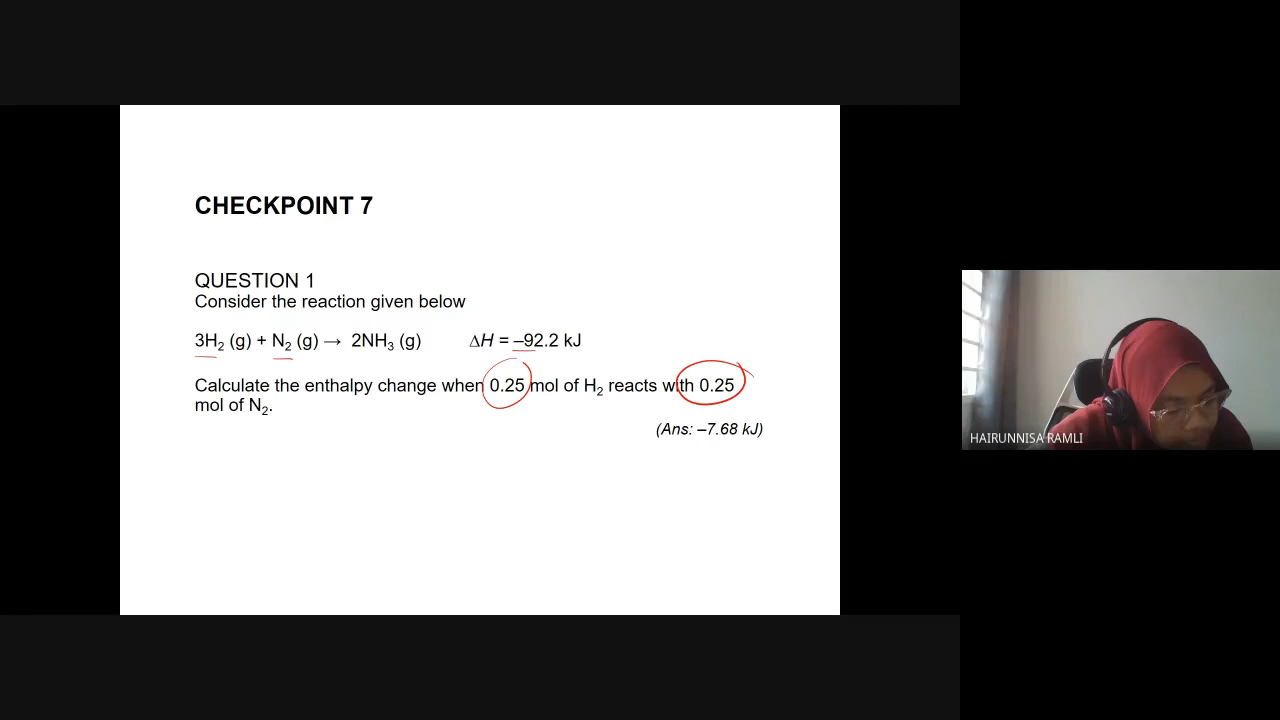 CHECKPOINT 7
QUESTION 1
Consider the reaction given below
3H₂ (g) + N₂ (g) → 2NH₃ (g) ΔH = –92.2 kJ
Calculate the enthalpy change when 0.25 mol of H₂ reacts with 0.25
mol of N₂.
(Ans: –7.68 kJ)
HAIRUNNISA RAMLI